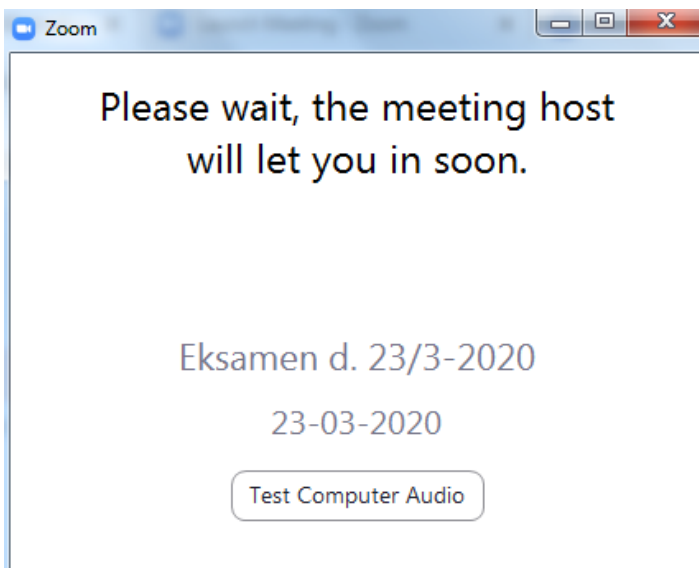 Zoom
Please wait, the meeting host
will let you in soon.
Eksamen d. 23/3-2020
23-03-2020
Test Computer Audio